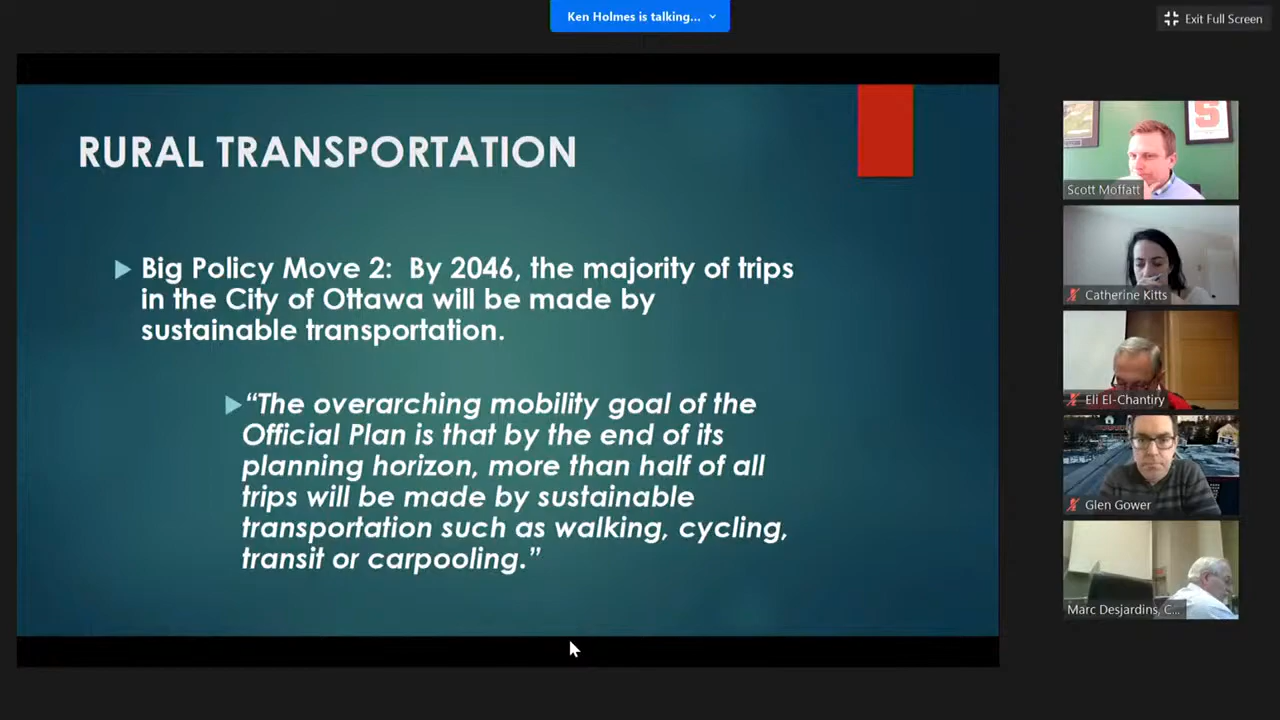 Ken Holmes is talking...
Exit Full Screen
RURAL TRANSPORTATION
Big Policy Move 2: By 2046, the majority of trips
in the City of Ottawa will be made by
sustainable transportation.
“The overarching mobility goal of the
Official Plan is that by the end of its
planning horizon, more than half of all
trips will be made by sustainable
transportation such as walking, cycling,
transit or carpooling.”
S
Scott Moffatt
Catherine Kitts
Eli El-Chantiry
Glen Gower
Marc Desjardins, C...